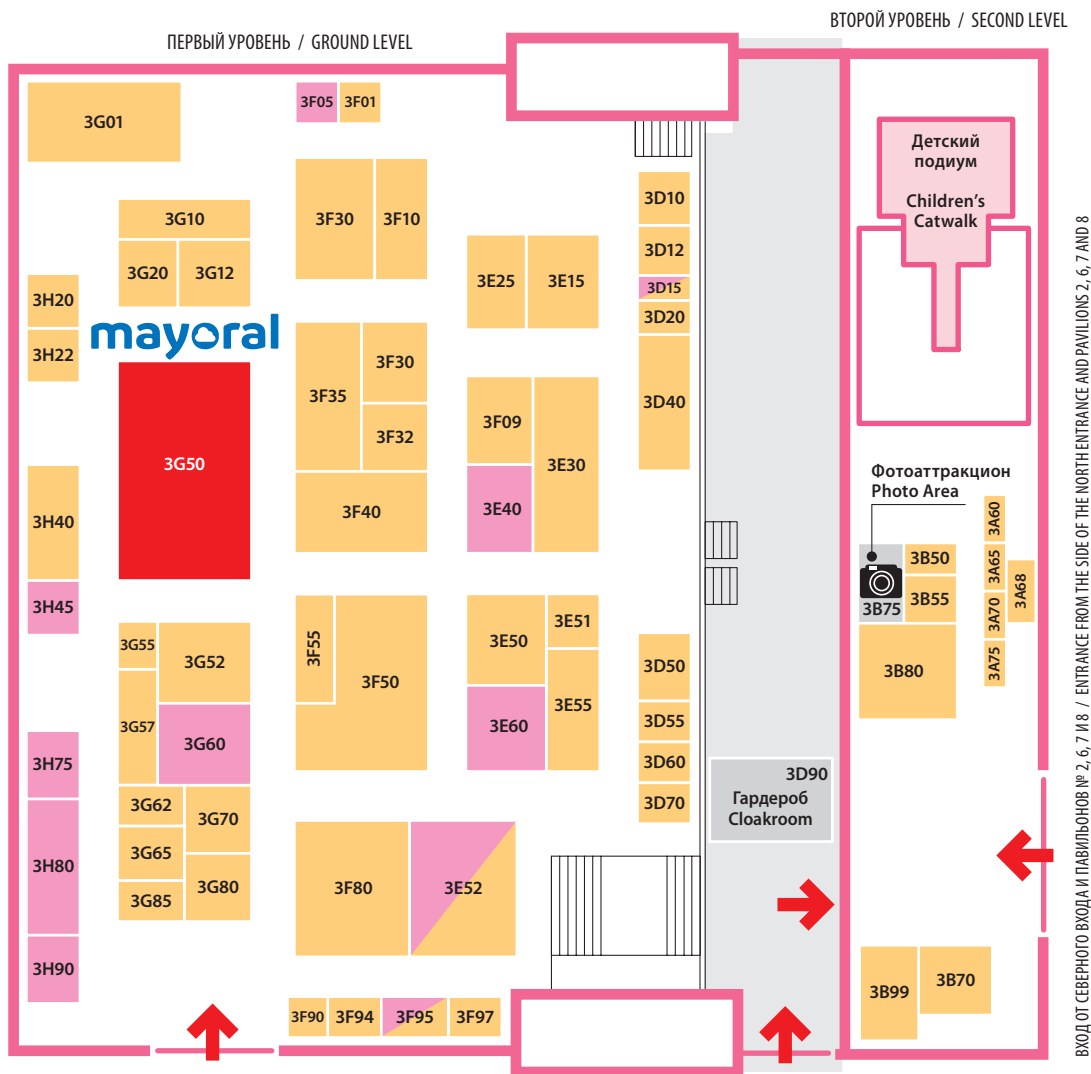 ПЕРВЫЙ УРОВЕНЬ / GROUND LEVEL
ВТОРОЙ УРОВЕНЬ / SECOND LEVEL
3G01
3F05
3F01
3G10
3G20
3G12
3F30
3F10
3H20
3H22
mayoral
3G50
3F35
3F30
3F32
3F40
3E25
3E15
3F09
3E30
3E40
3D10
3D12
3D15
3D20
3D40
3H40
3H45
3G55
3G52
3G57
3G60
3F55
3F50
3E50
3E51
3E55
3E60
3D50
3D55
3D60
3D70
3H75
3H80
3H90
3G62
3G70
3G65
3G80
3G85
3F80
3E52
3F90
3F94
3F95
3F97
3D90
Гардероб
Cloakroom
Детский
подиум
Children's
Catwalk
Фотоаттракцион
Photo Area
3B75
3B50
3B55
3B80
3A60
3A65
3A68
3A70
3A75
3B99
3B70
ВХОД ОТ СЕВЕРНОГО ВХОДА И ПАВИЛЬОНОВ № 2, 6, 7 И 8 / ENTRANCE FROM THE SIDE OF THE NORTH ENTRANCE AND PAVILIONS 2, 6, 7 AND 8